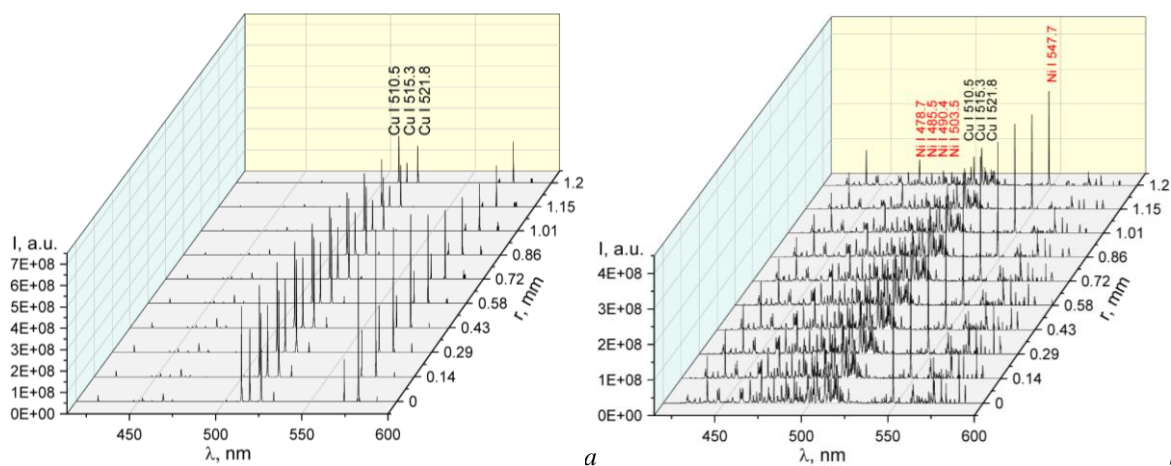 Cu I 510.5
Cu I 515.3
Cu I 521.8
I, a.u.
7E+08
6E+08
5E+08
4E+08
3E+08
2E+08
1E+08
0E+00
450
500
550
600
λ, nm
0
0.14
0.29
0.43
0.58
0.72
0.86
1.01
1.15
1.2
r, mm
a
Ni I 478.7
Ni I 485.5
Ni I 490.4
Ni I 503.5
Cu I 510.5
Cu I 515.3
Cu I 521.8
Ni I 547.7
I, a.u.
4E+08
3E+08
2E+08
1E+08
0E+00
450
500
550
600
λ, nm
0
0.14
0.29
0.43
0.58
0.72
0.86
1.01
1.15
1.2
r, mm